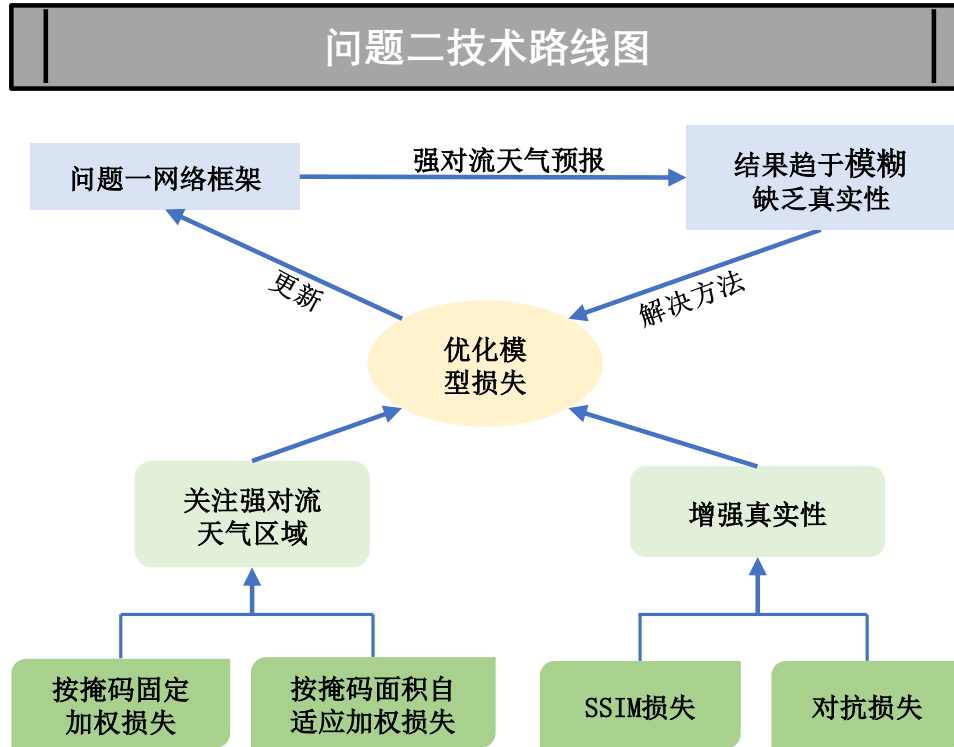 问题二技术路线图
强对流天气预报
问题一网络框架
结果趋于模糊
缺乏真实性
更新
解决方法
优化模
型损失
关注强对流
天气区域
增强真实性
按掩码固定
加权损失
按掩码面积自
适应加权损失
SSIM损失
对抗损失